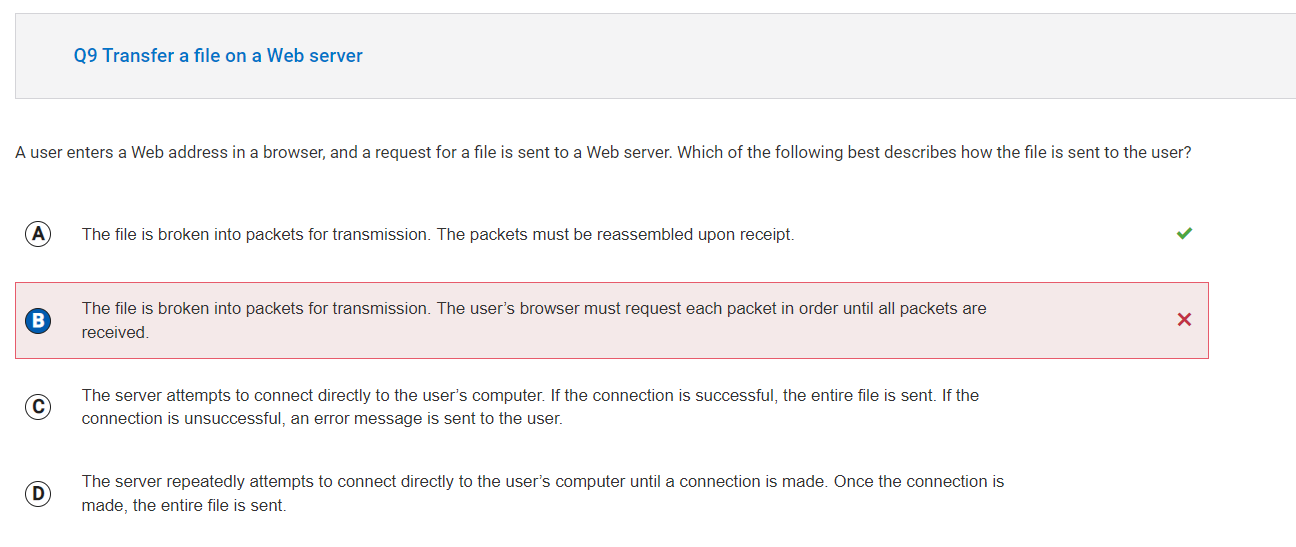 Q9 Transfer a file on a Web server
A user enters a Web address in a browser, and a request for a file is sent to a Web server. Which of the following best describes how the file is sent to the user?
A The file is broken into packets for transmission. The packets must be reassembled upon receipt.
B The file is broken into packets for transmission. The user’s browser must request each packet in order until all packets are
received.
C The server attempts to connect directly to the user’s computer. If the connection is successful, the entire file is sent. If the
connection is unsuccessful, an error message is sent to the user.
D The server repeatedly attempts to connect directly to the user’s computer until a connection is made. Once the connection is
made, the entire file is sent.